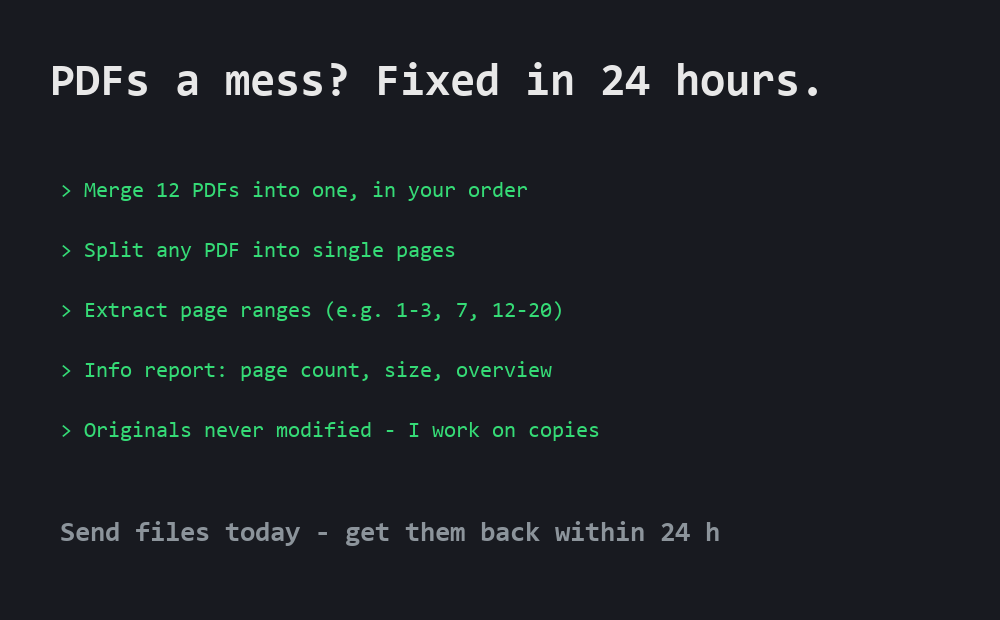 PDFs a mess? Fixed in 24 hours.
> Merge 12 PDFs into one, in your order
> Split any PDF into single pages
> Extract page ranges (e.g. 1-3, 7, 12-20)
> Info report: page count, size, overview
> Originals never modified - I work on copies
Send files today - get them back within 24 h